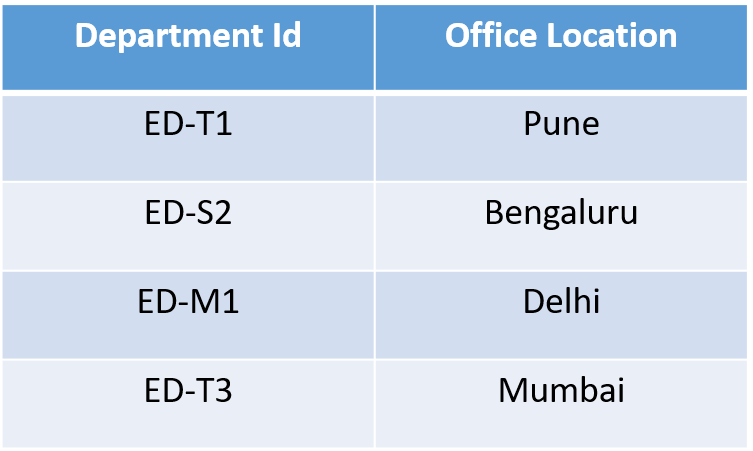 Department Id Office Location
ED-T1 Pune
ED-S2 Bengaluru
ED-M1 Delhi
ED-T3 Mumbai